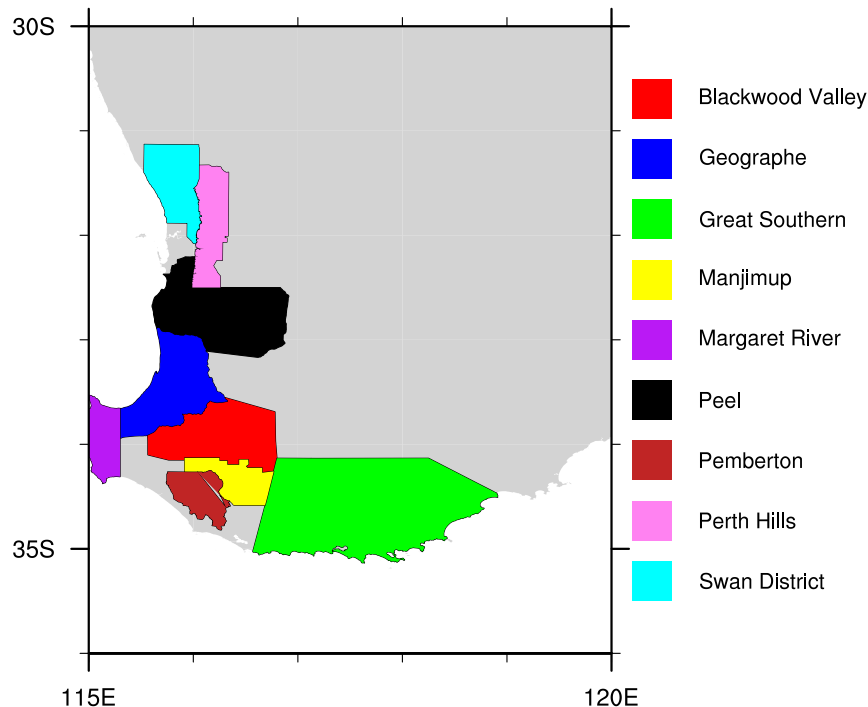 30S
35S
115E
120E
Blackwood Valley
Geographe
Great Southern
Manjimup
Margaret River
Peel
Pemberton
Perth Hills
Swan District